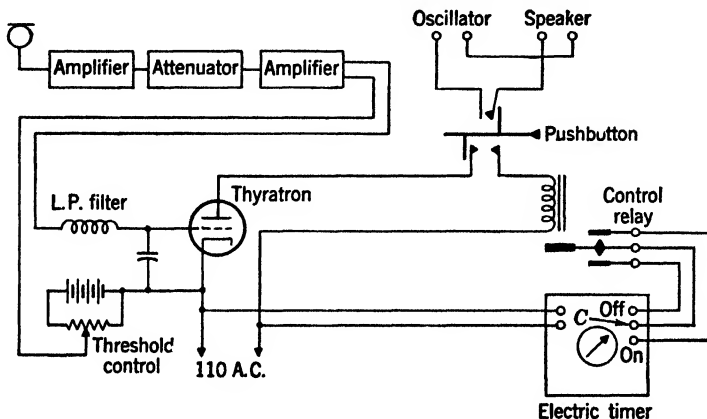 Oscillator
Speaker
Amplifier
Attenuator
Amplifier
Pushbutton
Thyratron
L.P. filter
Control
relay
C
Off
On
Threshold
control
110 A.C.
Electric timer